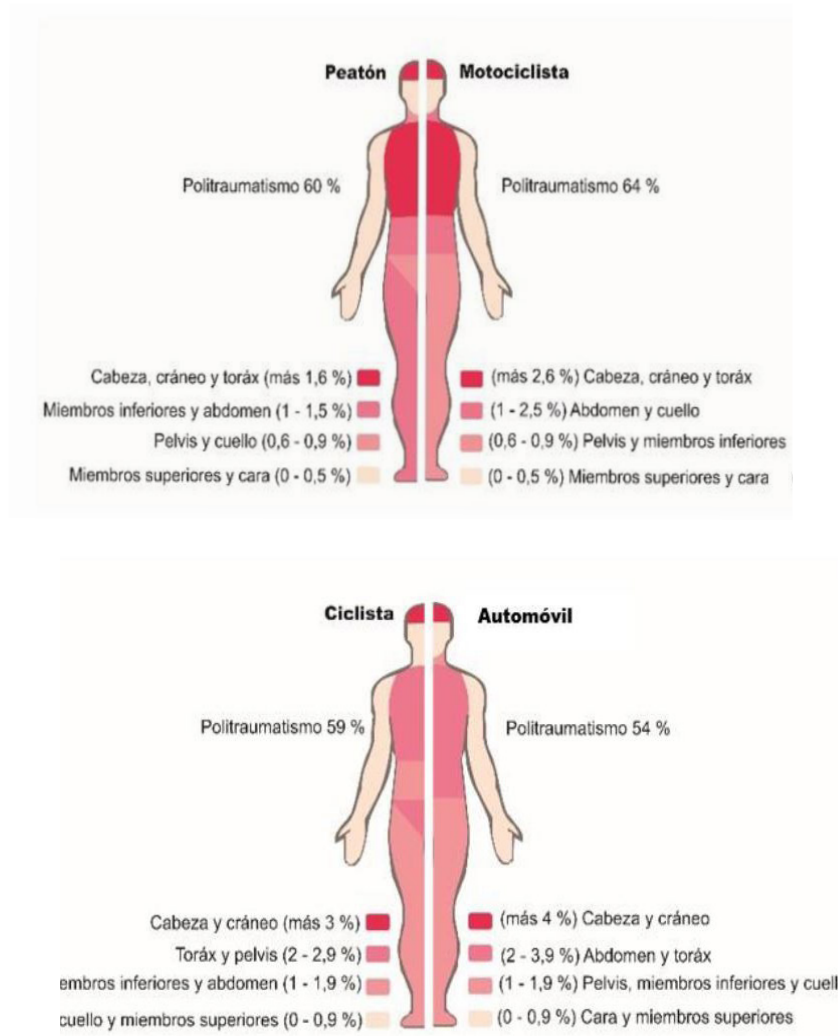 Peatón Motociclista
Politraumatismo 60 % Politraumatismo 64 %
Cabeza, cráneo y toráx (más 1,6 %) (más 2,6 %) Cabeza, cráneo y toráx
Miembros inferiores y abdomen (1 - 1,5 %) (1 - 2,5 %) Abdomen y cuello
Pelvis y cuello (0,6 - 0,9 %) (0,6 - 0,9 %) Pelvis y miembros inferiores
Miembros superiores y cara (0 - 0,5 %) (0 - 0,5 %) Miembros superiores y cara
Ciclista Automóvil
Politraumatismo 59 % Politraumatismo 54 %
Cabeza y cráneo (más 3 %) (más 4 %) Cabeza y cráneo
Toráx y pelvis (2 - 2,9 %) (2 - 3,9 %) Abdomen y toráx
embros inferiores y abdomen (1 - 1,9 %) (1 - 1,9 %) Pelvis, miembros inferiores y cuell
cuello y miembros superiores (0 - 0,9 %) (0 - 0,9 %) Cara y miembros superiores